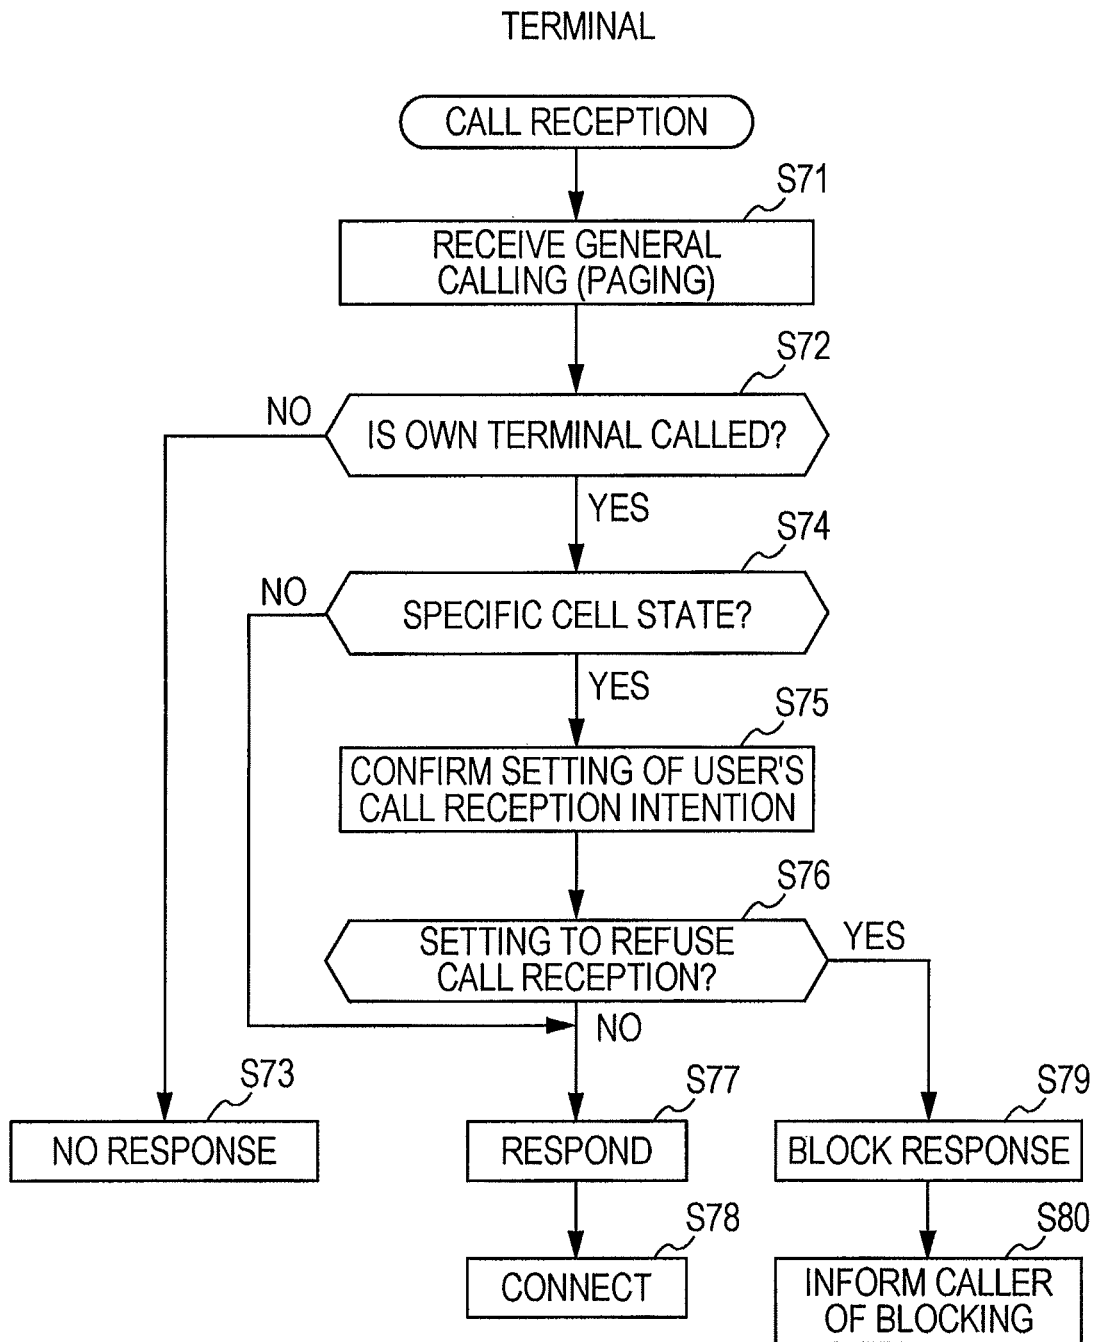 TERMINAL
CALL RECEPTION
S71
RECEIVE GENERAL
CALLING (PAGING)
S72
NO
IS OWN TERMINAL CALLED?
YES
S74
NO
SPECIFIC CELL STATE?
YES
S75
CONFIRM SETTING OF USER'S
CALL RECEPTION INTENTION
S76
SETTING TO REFUSE
CALL RECEPTION?
YES
NO
S73
NO RESPONSE
S77
RESPOND
S79
BLOCK RESPONSE
S78
CONNECT
S80
INFORM CALLER
OF BLOCKING